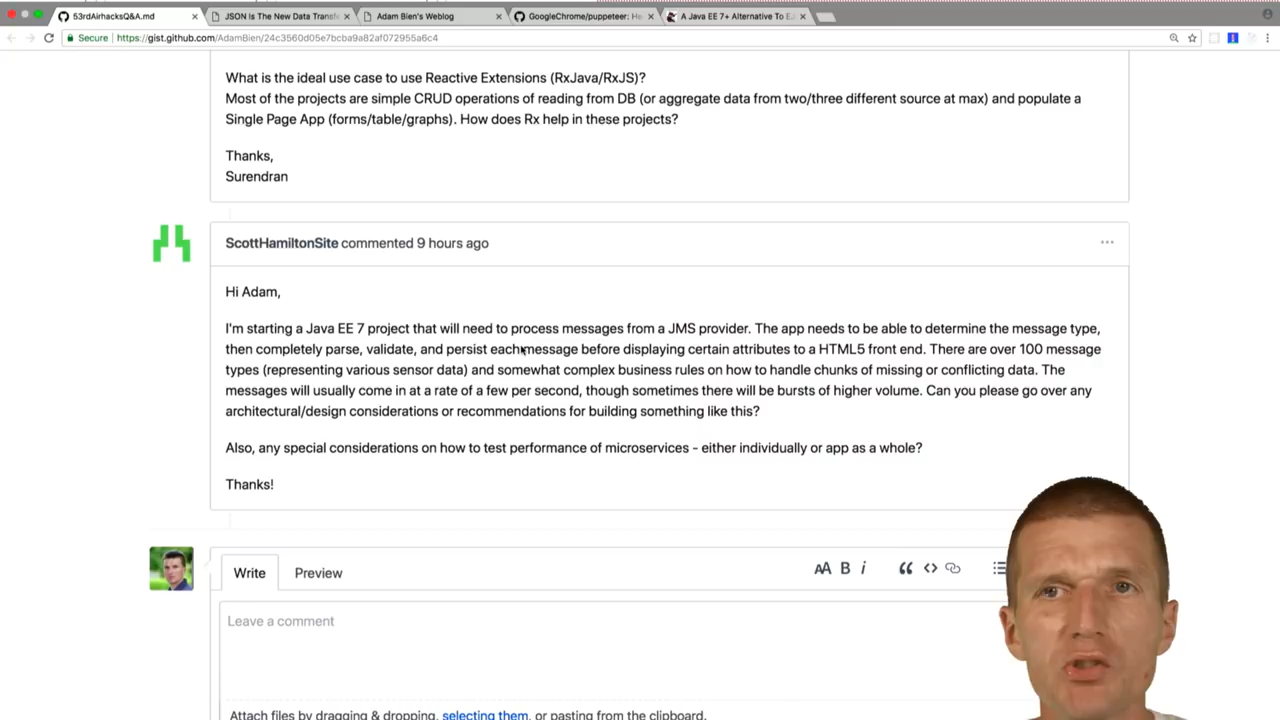 53rdAirhacksQ&A.md
JSON Is The New Data Transf
Adam Bien's Weblog
GoogleChrome/puppeteer: He
A Java EE 7+ Alternative To EJ
Secure
https://gist.github.com/AdamBien/24c3560d05e7bcba9a82af072955a6c4
What is the ideal use case to use Reactive Extensions (RxJava/RxJS)?
Most of the projects are simple CRUD operations of reading from DB (or aggregate data from two/three different source at max) and populate a
Single Page App (forms/table/graphs). How does Rx help in these projects?
Thanks,
Surendran
ScottHamiltonSite commented 9 hours ago
Hi Adam,
I'm starting a Java EE 7 project that will need to process messages from a JMS provider. The app needs to be able to determine the message type,
then completely parse, validate, and persist each message before displaying certain attributes to a HTML5 front end. There are over 100 message
types (representing various sensor data) and somewhat complex business rules on how to handle chunks of missing or conflicting data. The
messages will usually come in at a rate of a few per second, though sometimes there will be bursts of higher volume. Can you please go over any
architectural/design considerations or recommendations for building something like this?
Also, any special considerations on how to test performance of microservices - either individually or app as a whole?
Thanks!
Write
Preview
AA B i
Leave a comment
Attach files by dragging & dropping, selecting them, or pasting from the clipboard.